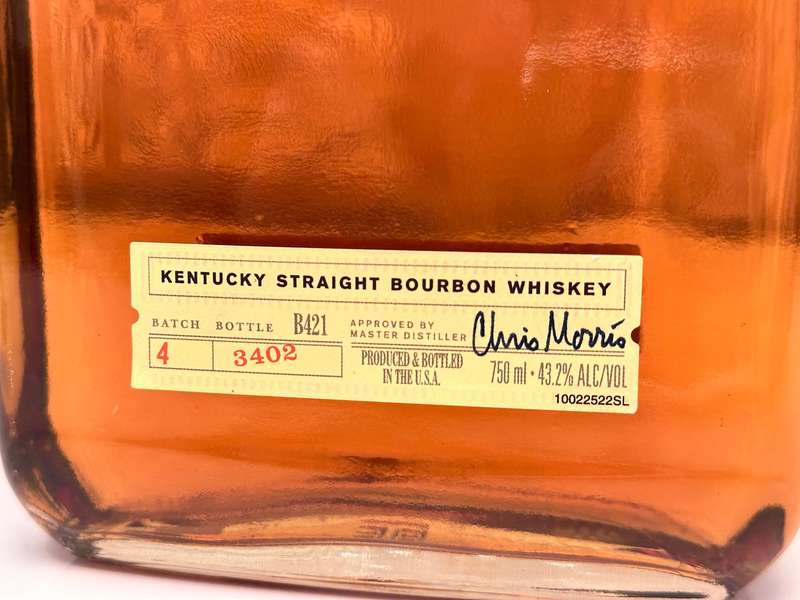 KENTUCKY STRAIGHT BOURBON WHISKEY
BATCH BOTTLE B421
4 3402
APPROVED BY
MASTER DISTILLER
Chris Morris
PRODUCED & BOTTLED
IN THE U.S.A.
750 ml • 43.2% ALC/VOL
10022522SL